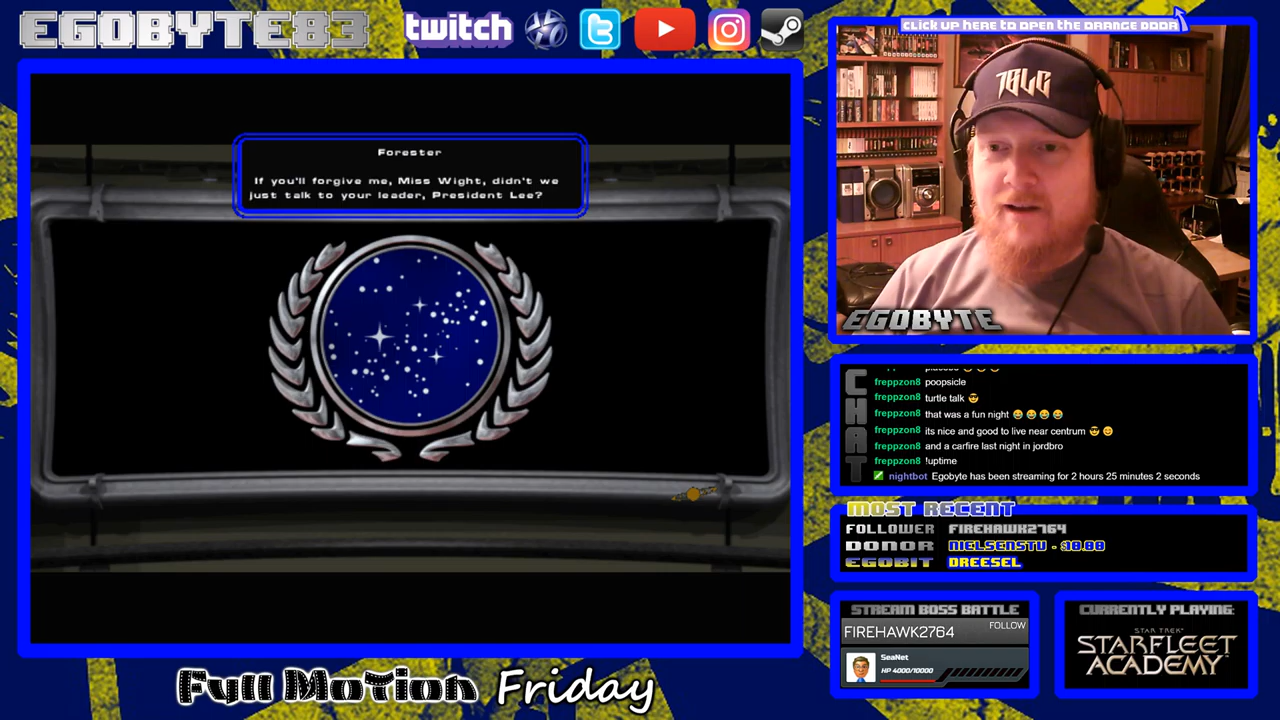 EGOBYTE83
twitch
CLICK UP HERE TO OPEN THE ORANGE DOOR
Forester
If you'll forgive me, Miss Wight, didn't we
just talk to your leader, President Lee?
TBLG
EGOBYTE
CHAT
freppzon8 poopsicle
freppzon8 turtle talk 😎
freppzon8 that was a fun night 😂 😂 😂 😂
freppzon8 its nice and good to live near centrum 😎 😊
freppzon8 and a carfire last night in jordbro
freppzon8 !uptime
nightbot Egobyte has been streaming for 2 hours 25 minutes 2 seconds
MOST RECENT
FOLLOWER FIREHAWK2764
DONOR NIELSENSTU - $10.00
EGOBIT DREESEL
STREAM BOSS BATTLE
FIREHAWK2764 FOLLOW
SeaNet
HP 4000/10000
CURRENTLY PLAYING:
STAR TREK™
STARFLEET
ACADEMY™
Full Motion Friday